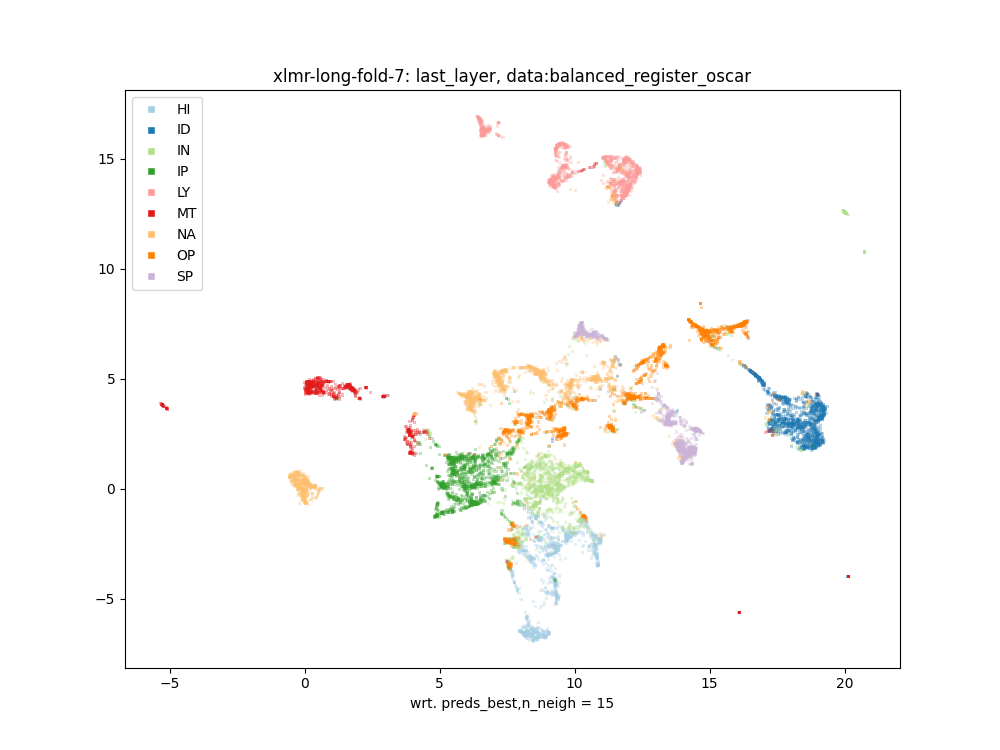 xlmr-long-fold-7: last_layer, data:balanced_register_oscar
HI
ID
IN
IP
LY
MT
NA
OP
SP
15
10
5
0
−5
−5
0
5
10
15
20
wrt. preds_best,n_neigh = 15